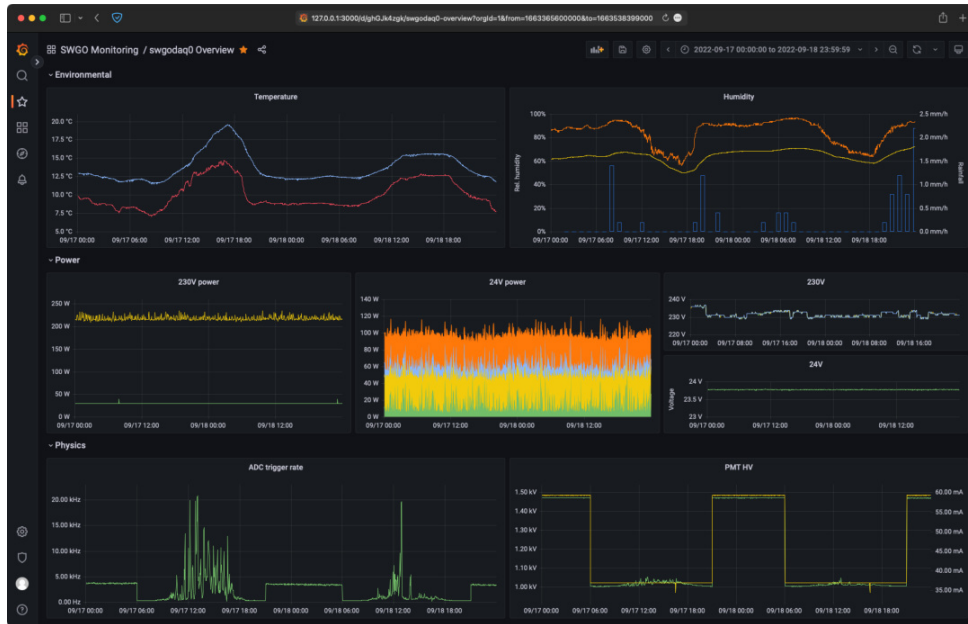 127.0.0.1:3000/d/ghGJk4zgk/swgodaq0-overview?orgId=1&from=1663365600000&to=1663538399000
SWGO Monitoring / swgodaq0 Overview
2022-09-17 00:00:00 to 2022-09-18 23:59:59
Environmental
Temperature
20.0 °C
17.5 °C
15.0 °C
12.5 °C
10.0 °C
7.5 °C
5.0 °C
09/17 00:00 09/17 06:00 09/17 12:00 09/17 18:00 09/18 00:00 09/18 06:00 09/18 12:00 09/18 18:00
Humidity
Rel. humidity
100%
80%
60%
40%
20%
0%
2.5 mm/h
2.0 mm/h
1.5 mm/h
1.0 mm/h
0.5 mm/h
0.0 mm/h
Rainfall
09/17 00:00 09/17 06:00 09/17 12:00 09/17 18:00 09/18 00:00 09/18 06:00 09/18 12:00 09/18 18:00
Power
230V power
250 W
200 W
150 W
100 W
50 W
0 W
09/17 00:00 09/17 12:00 09/18 00:00 09/18 12:00
24V power
140 W
120 W
100 W
80 W
60 W
40 W
20 W
0 W
09/17 00:00 09/17 12:00 09/18 00:00 09/18 12:00
230V
240 V
230 V
220 V
09/17 00:00 09/17 08:00 09/17 16:00 09/18 00:00 09/18 08:00 09/18 16:00
24V
Voltage
24 V
23.5 V
23 V
09/17 00:00 09/17 12:00 09/18 00:00 09/18 12:00
Physics
ADC trigger rate
20.00 kHz
15.00 kHz
10.00 kHz
5.00 kHz
0.00 Hz
09/17 00:00 09/17 06:00 09/17 12:00 09/17 18:00 09/18 00:00 09/18 06:00 09/18 12:00 09/18 18:00
PMT HV
1.50 kV
1.40 kV
1.30 kV
1.20 kV
1.10 kV
1.00 kV
60.00 mA
55.00 mA
50.00 mA
45.00 mA
40.00 mA
35.00 mA
09/17 00:00 09/17 06:00 09/17 12:00 09/17 18:00 09/18 00:00 09/18 06:00 09/18 12:00 09/18 18:00